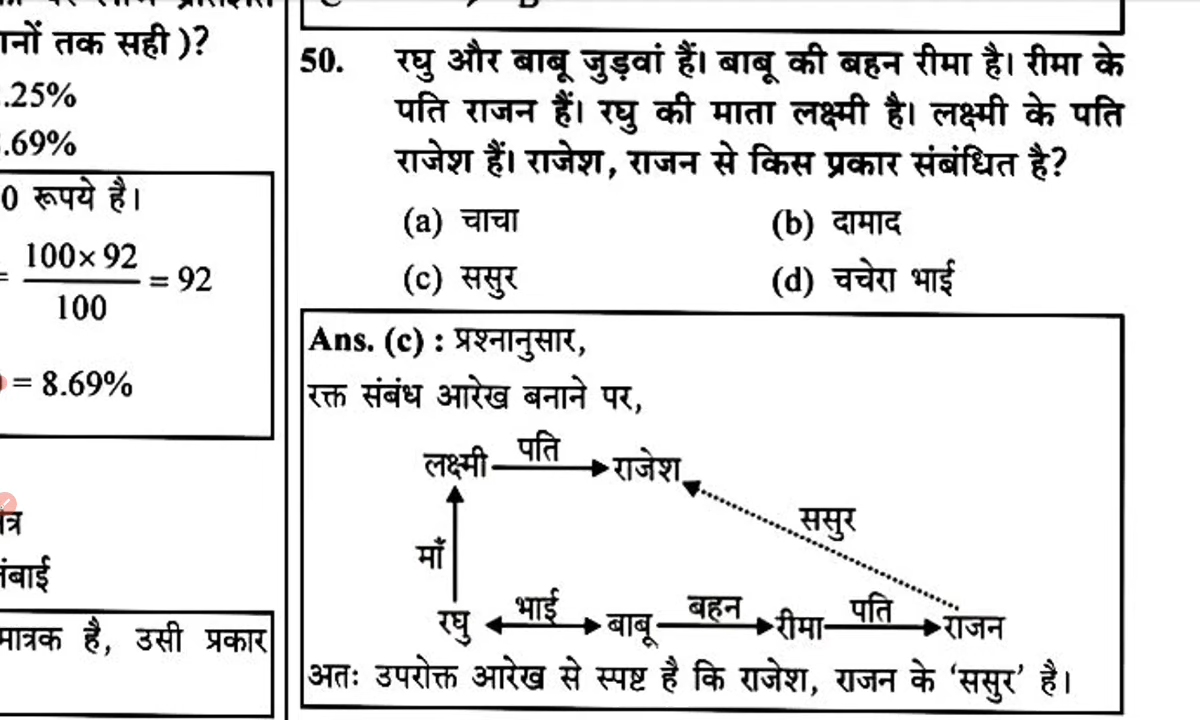 नों तक सही )?
.25%
.69%
0 रूपये है।
= 100× 92 / 100 = 92
= 8.69%
त्र
लंबाई
मात्रक है, उसी प्रकार
50. रघु और बाबू जुड़वां हैं। बाबू की बहन रीमा है। रीमा के
पति राजन हैं। रघु की माता लक्ष्मी है। लक्ष्मी के पति
राजेश हैं। राजेश, राजन से किस प्रकार संबंधित है?
(a) चाचा (b) दामाद
(c) ससुर (d) चचेरा भाई
Ans. (c) : प्रश्नानुसार,
रक्त संबंध आरेख बनाने पर,
पति
लक्ष्मी राजेश
ससुर
माँ
भाई बहन पति
रघु बाबू रीमा राजन
अतः उपरोक्त आरेख से स्पष्ट है कि राजेश, राजन के ‘ससुर’ है।